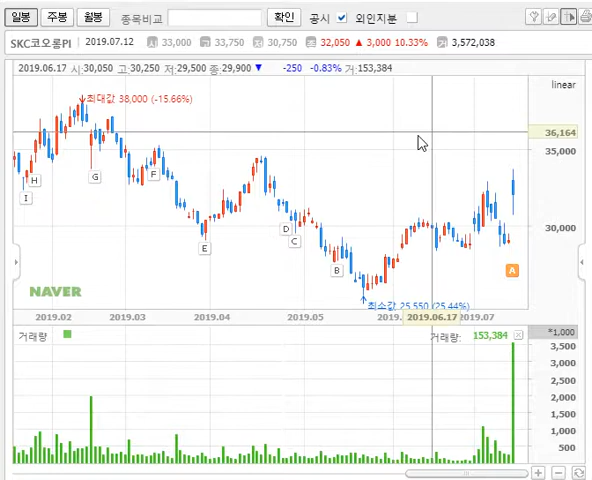 일봉 주봉 월봉 종목비교 확인 공시 외인지분
SKC코오롱PI 2019.07.12 시 33,000 고 33,750 저 30,750 종 32,050 ▲ 3,000 10.33% 거 3,572,038
2019.06.17 시:30,050 고:30,250 저:29,500 종:29,900 ▼ -250 -0.83% 거:153,384
linear
최대값 38,000 (-15.66%)
36,164
35,000
H
F
G
I
30,000
D
C
E
B
A
NAVER
최소값 25,550 (25.44%)
2019.02 2019.03 2019.04 2019.05 2019. 2019.06.17 2019.07
거래량 거래량: 153,384 *1,000
3,500
3,000
2,500
2,000
1,500
1,000
500